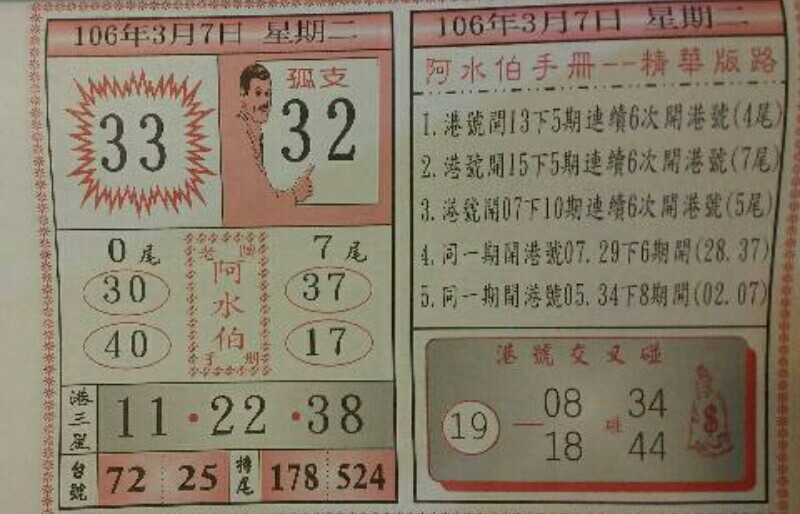 106年3月7日 星期二
33
孤支
32
0尾
30
40
老牌
阿水伯
手冊
7尾
37
17
港三星
11·22·38
台號
72 25
特尾
178 524
106年3月7日 星期二
阿水伯手冊--精華版路
1.港號開13下5期連續6次開港號(4尾)
2.港號開15下5期連續6次開港號(7尾)
3.港號開07下10期連續6次開港號(5尾)
4.同一期開港號07.29下6期開(28.37)
5.同一期開港號05.34下8期開(02.07)
港號交叉碰
19
—
08
18
碰
34
44
$